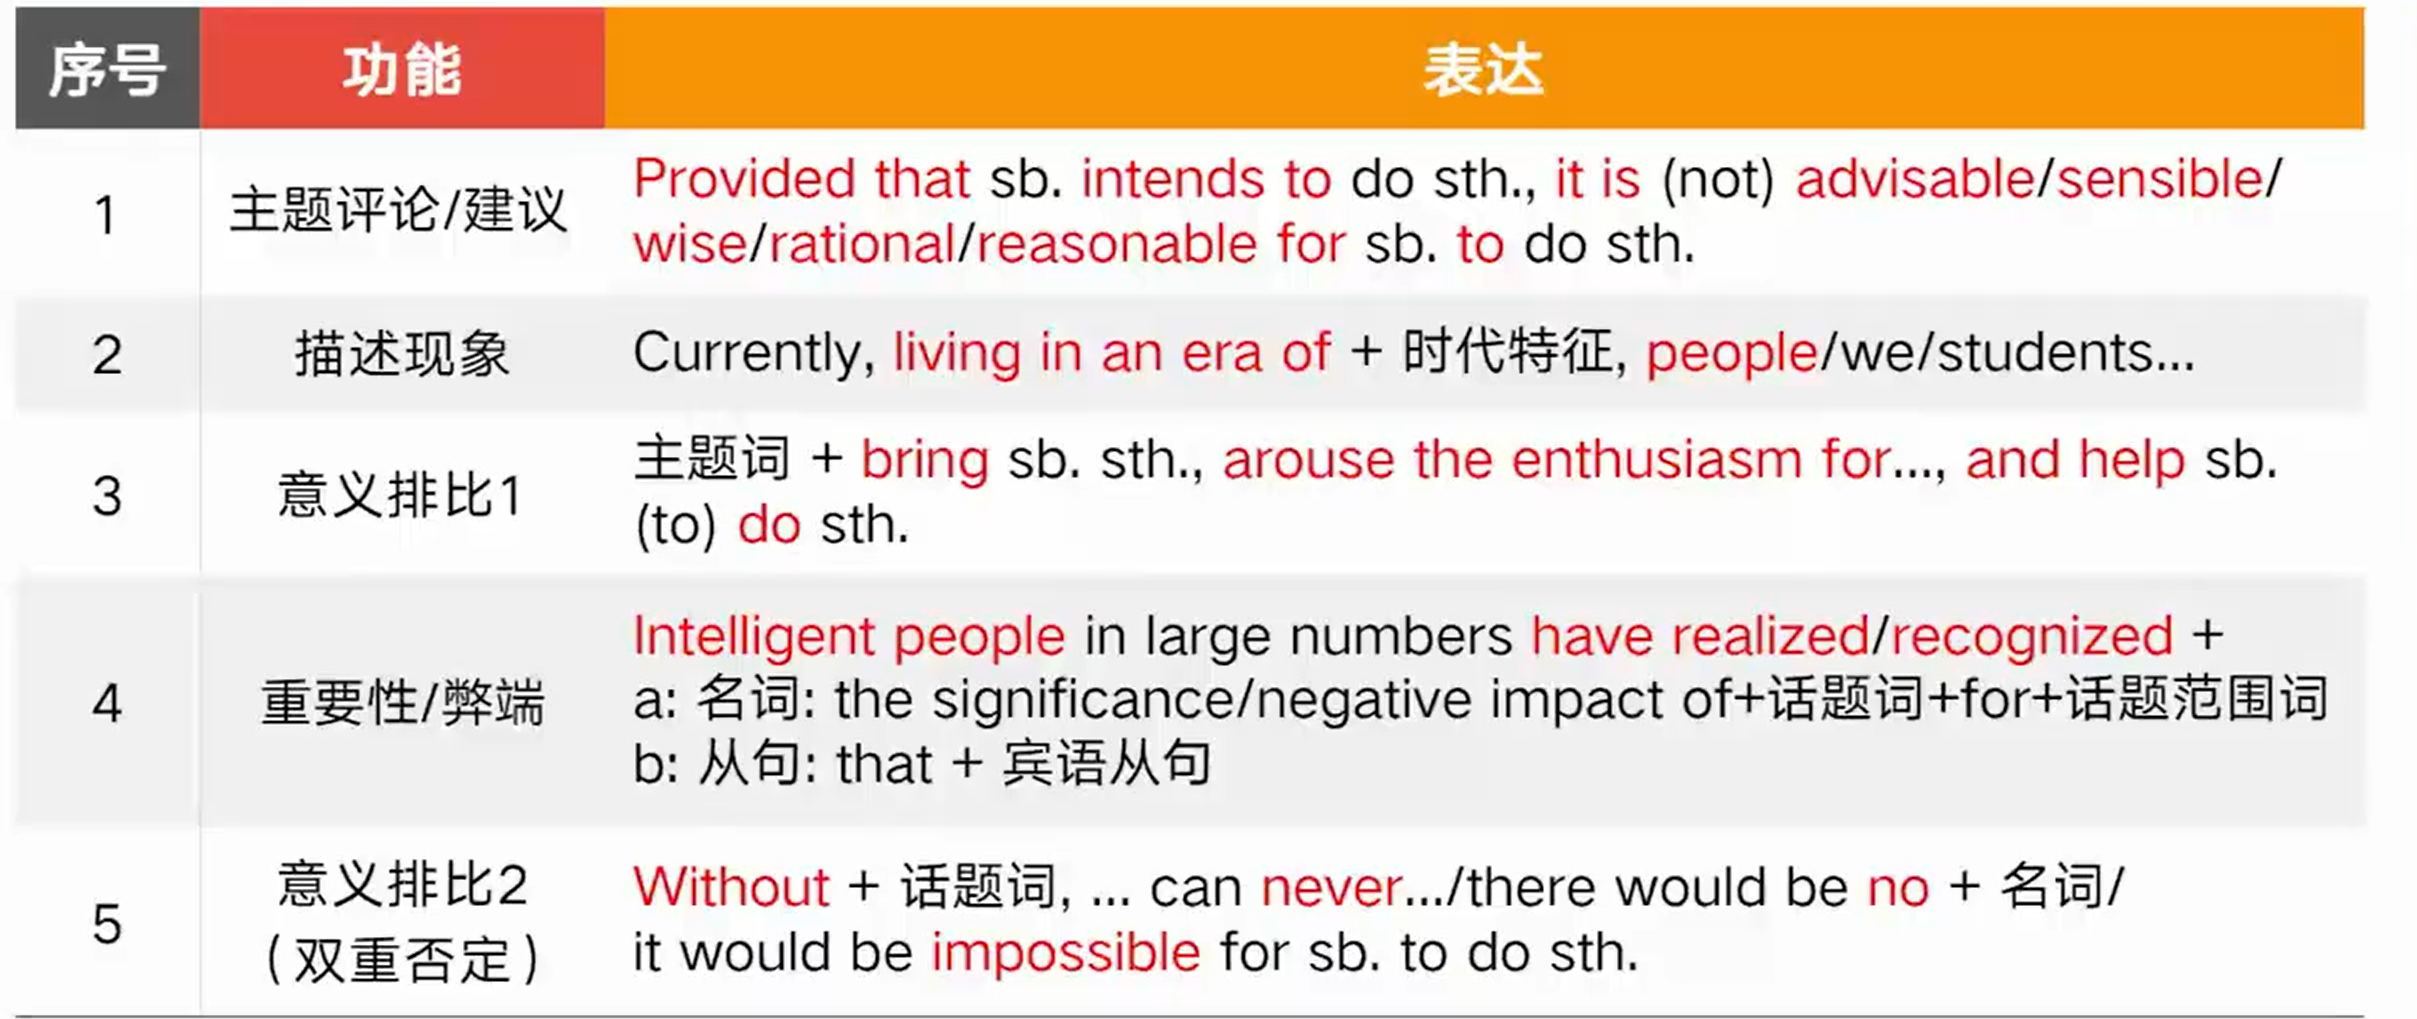 序号 功能 表达
1 主题评论/建议 Provided that sb. intends to do sth., it is (not) advisable/sensible/
wise/rational/reasonable for sb. to do sth.
2 描述现象 Currently, living in an era of + 时代特征, people/we/students...
3 意义排比1 主题词 + bring sb. sth., arouse the enthusiasm for..., and help sb.
(to) do sth.
4 重要性/弊端 Intelligent people in large numbers have realized/recognized +
a: 名词: the significance/negative impact of+话题词+for+话题范围词
b: 从句: that + 宾语从句
5 意义排比2
(双重否定)
Without + 话题词, ... can never.../there would be no + 名词/
it would be impossible for sb. to do sth.